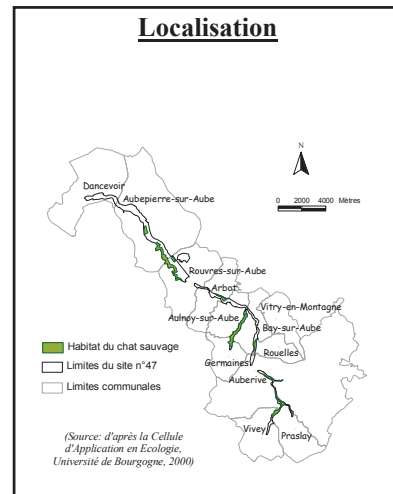 Localisation
N
0 2000 4000 Mètres
Dancevoir
Aubepierre-sur-Aube
Rouvres-sur-Aube
Arbot
Vitry-en-Montagne
Aulnoy-sur-Aube
Bay-sur-Aube
Rouelles
Germaines
Auberive
Vivey
Praslay
Habitat du chat sauvage
Limites du site n°47
Limites communales
(Source: d'après la Cellule
d'Application en Ecologie,
Université de Bourgogne, 2000)